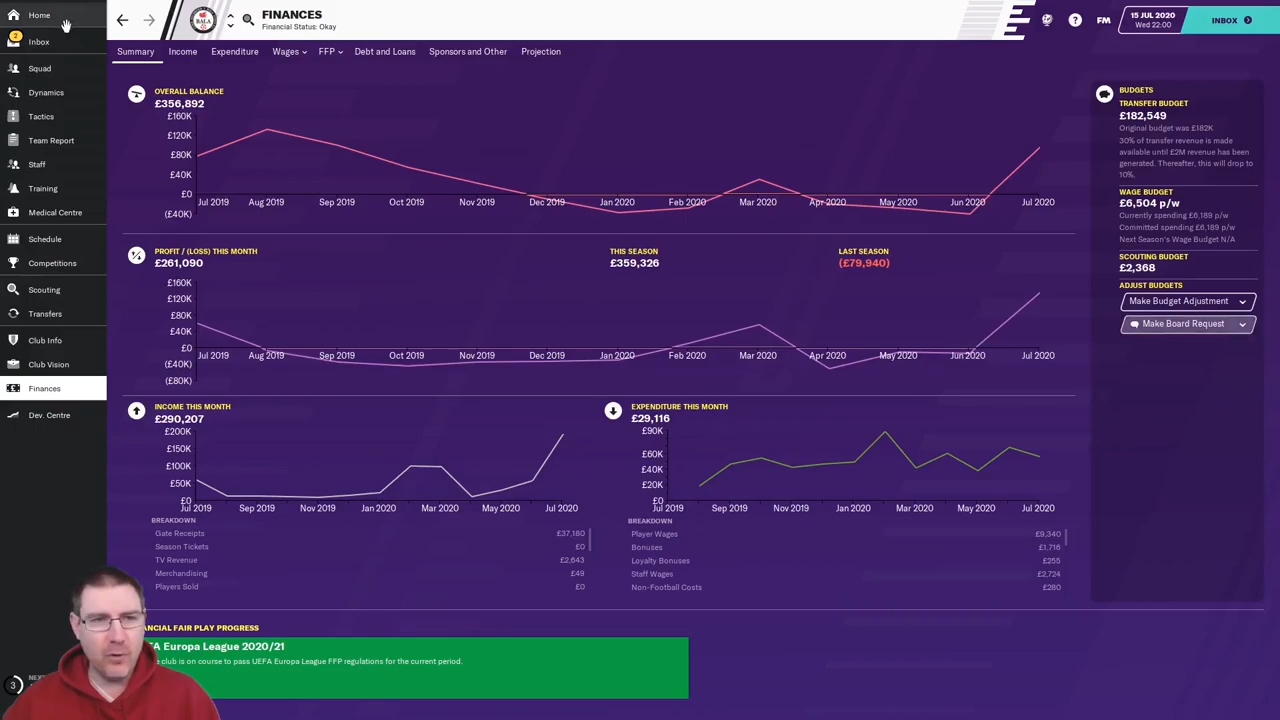 Home
2
Inbox
Squad
Dynamics
Tactics
Team Report
Staff
Training
Medical Centre
Schedule
Competitions
Scouting
Transfers
Club Info
Club Vision
Finances
Dev. Centre
3
BALA
FINANCES
Financial Status: Okay
?
FM
15 JUL 2020
Wed 22:00
INBOX
Summary Income Expenditure Wages FFP Debt and Loans Sponsors and Other Projection
OVERALL BALANCE
£356,892
£160K
£120K
£80K
£40K
£0
(£40K)
Jul 2019 Aug 2019 Sep 2019 Oct 2019 Nov 2019 Dec 2019 Jan 2020 Feb 2020 Mar 2020 Apr 2020 May 2020 Jun 2020 Jul 2020
PROFIT / (LOSS) THIS MONTH
£261,090
THIS SEASON
£359,326
LAST SEASON
(£79,940)
£160K
£120K
£80K
£40K
£0
(£40K)
(£80K)
Jul 2019 Aug 2019 Sep 2019 Oct 2019 Nov 2019 Dec 2019 Jan 2020 Feb 2020 Mar 2020 Apr 2020 May 2020 Jun 2020 Jul 2020
INCOME THIS MONTH
£290,207
£200K
£150K
£100K
£50K
£0
Jul 2019 Sep 2019 Nov 2019 Jan 2020 Mar 2020 May 2020 Jul 2020
BREAKDOWN
Gate Receipts £37,180
Season Tickets £0
TV Revenue £2,643
Merchandising £49
Players Sold £0
EXPENDITURE THIS MONTH
£29,116
£90K
£60K
£40K
£20K
£0
Jul 2019 Sep 2019 Nov 2019 Jan 2020 Mar 2020 May 2020 Jul 2020
BREAKDOWN
Player Wages £9,340
Bonuses £1,716
Loyalty Bonuses £255
Staff Wages £2,724
Non-Football Costs £280
NANCIAL FAIR PLAY PROGRESS
FA Europa League 2020/21
e club is on course to pass UEFA Europa League FFP regulations for the current period.
BUDGETS
TRANSFER BUDGET
£182,549
Original budget was £182K
30% of transfer revenue is made
available until £2M revenue has been
generated. Thereafter, this will drop to
10%.
WAGE BUDGET
£6,504 p/w
Currently spending £6,189 p/w
Committed spending £6,189 p/w
Next Season's Wage Budget N/A
SCOUTING BUDGET
£2,368
ADJUST BUDGETS
Make Budget Adjustment
Make Board Request